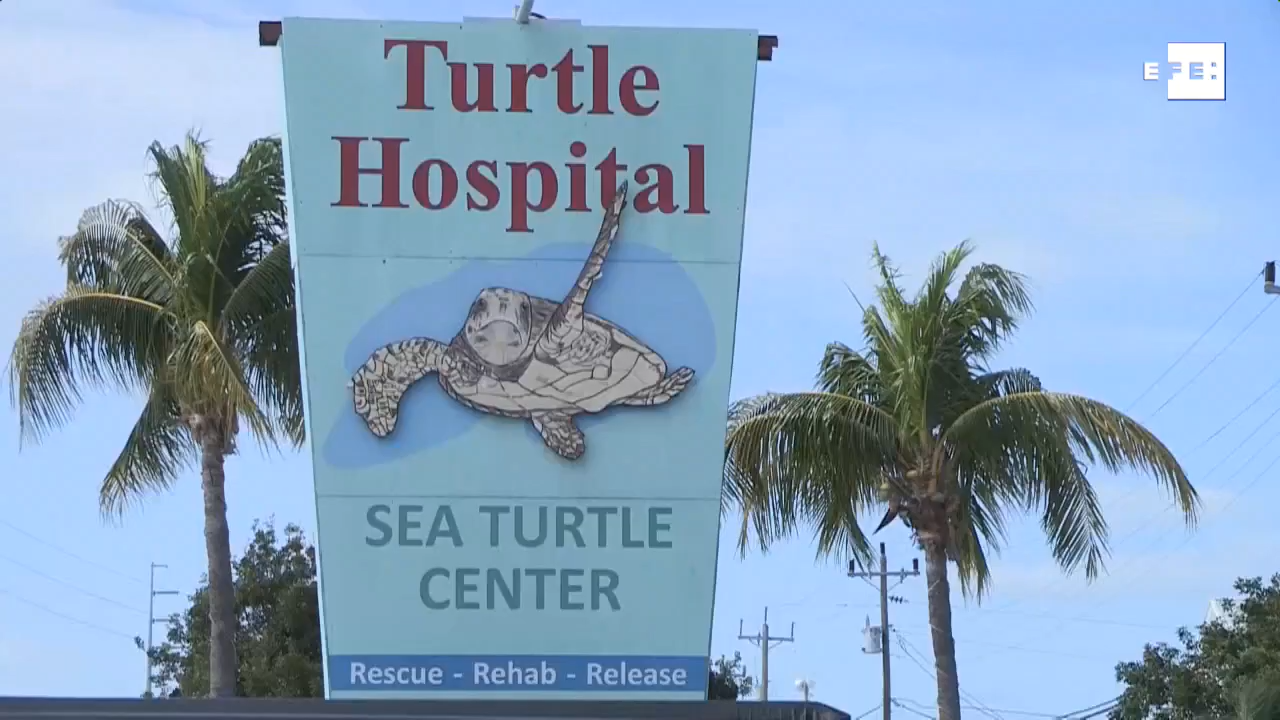 Turtle
Hospital
SEA TURTLE
CENTER
Rescue - Rehab - Release
EFE: